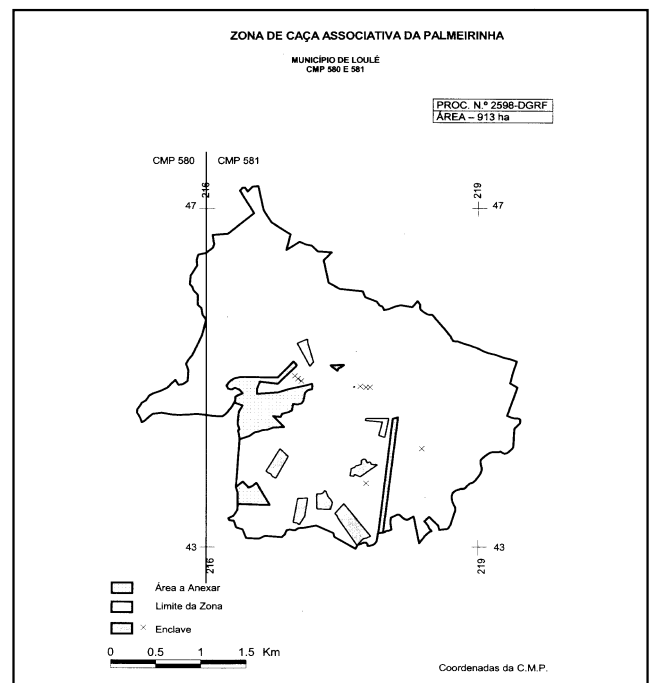 ZONA DE CAÇA ASSOCIATIVA DA PALMEIRINHA
MUNICÍPIO DE LOULÉ
CMP 580 E 581
PROC. N.º 2598-DGRF
ÁREA – 913 ha
CMP 580
CMP 581
216
219
47
47
43
43
216
219
Área a Anexar
Limite da Zona
Enclave
0 0.5 1 1.5 Km
Coordenadas da C.M.P.